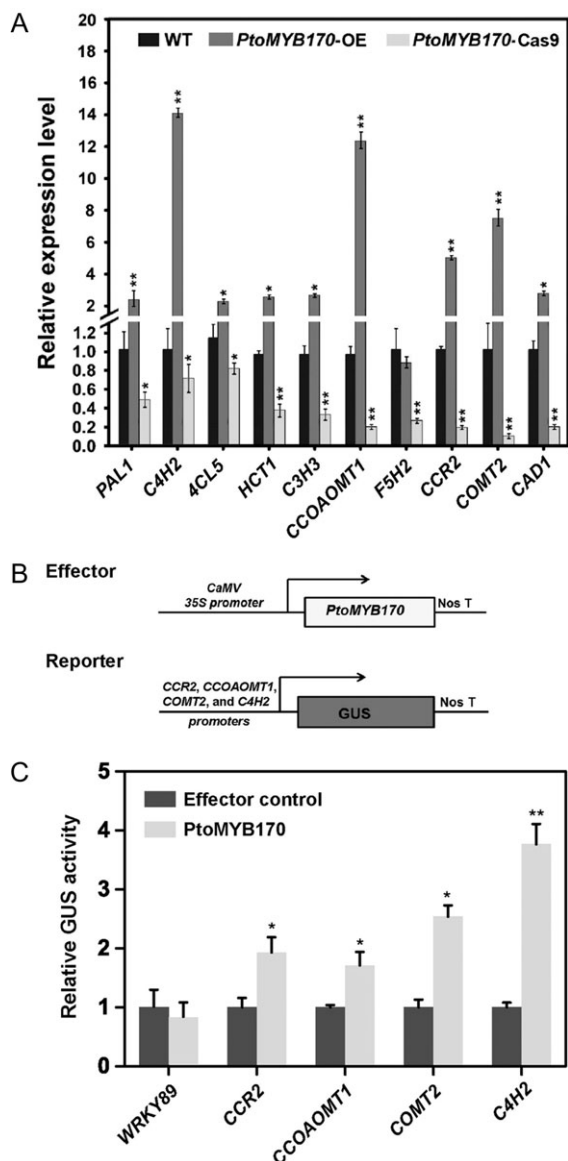 A
WT PtoMYB170-OE PtoMYB170-Cas9
Relative expression level
20
18
16
14
12
10
8
6
4
2
1.2
1.0
0.8
0.6
0.4
0.2
0.0
** ** * * * ** ** ** *
* * * ** ** ** ** ** ** **
PAL1 C4H2 4CL5 HCT1 C3H3 CCOAOMT1 F5H2 CCR2 COMT2 CAD1
B
Effector
CaMV
35S promoter
PtoMYB170
Nos T
Reporter
CCR2, CCOAOMT1,
COMT2, and C4H2
promoters
GUS
Nos T
C
Effector control
PtoMYB170
Relative GUS activity
5
4
3
2
1
0
* * * **
WRKY89 CCR2 CCOAOMT1 COMT2 C4H2